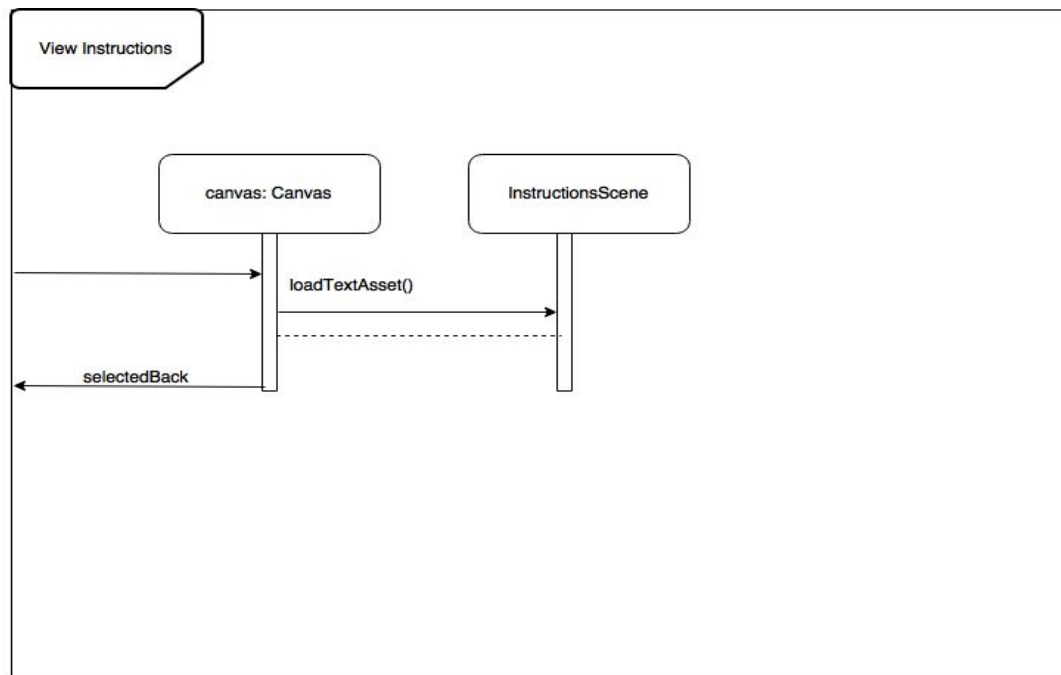 View Instructions
canvas: Canvas
InstructionsScene
loadTextAsset()
selectedBack